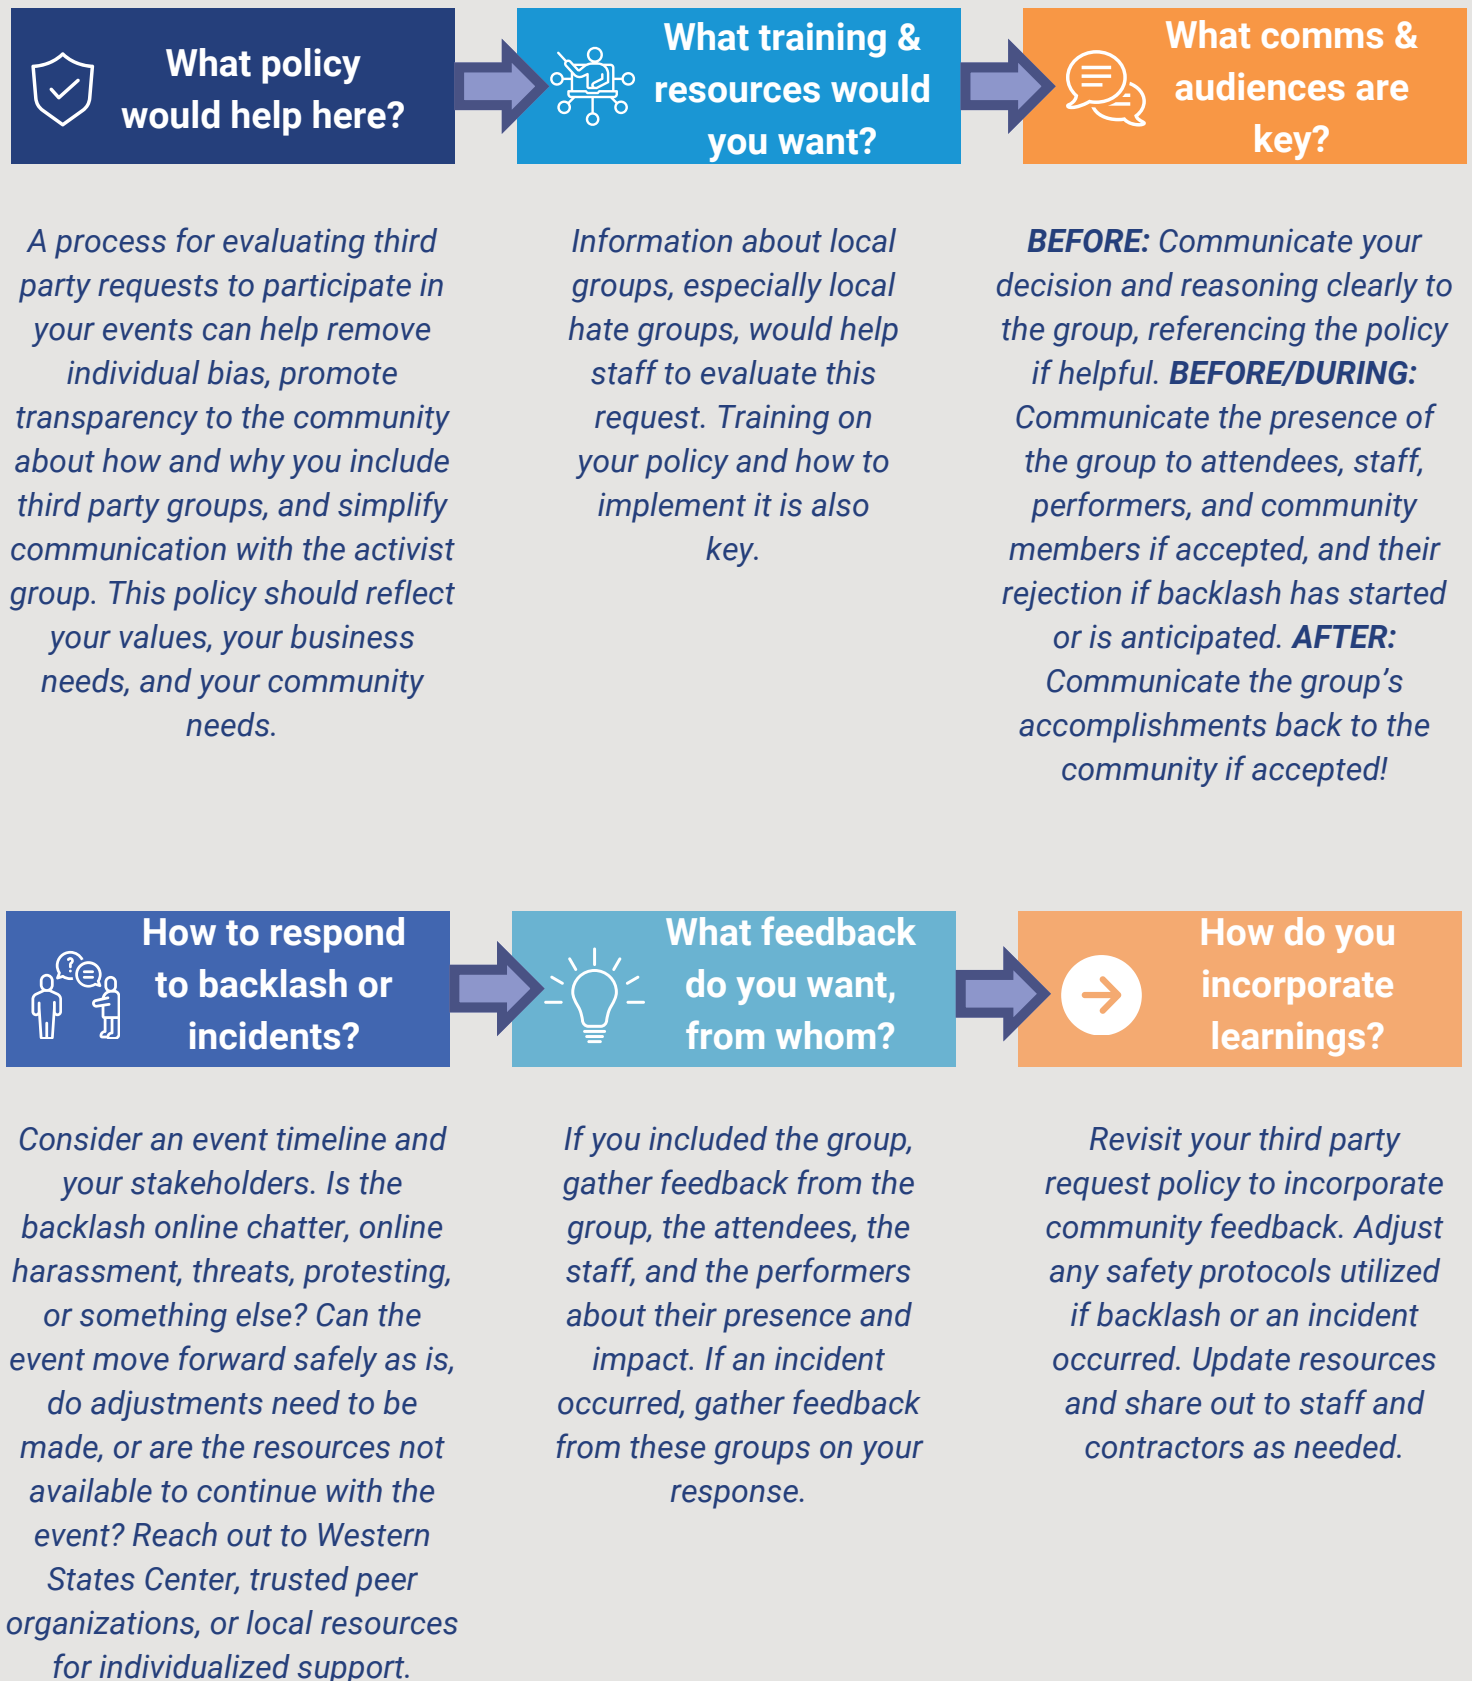 What policy
would help here?
What training &
resources would
you want?
What comms &
audiences are
key?
A process for evaluating third
party requests to participate in
your events can help remove
individual bias, promote
transparency to the community
about how and why you include
third party groups, and simplify
communication with the activist
group. This policy should reflect
your values, your business
needs, and your community
needs.
Information about local
groups, especially local
hate groups, would help
staff to evaluate this
request. Training on
your policy and how to
implement it is also
key.
BEFORE: Communicate your
decision and reasoning clearly to
the group, referencing the policy
if helpful. BEFORE/DURING:
Communicate the presence of
the group to attendees, staff,
performers, and community
members if accepted, and their
rejection if backlash has started
or is anticipated. AFTER:
Communicate the group’s
accomplishments back to the
community if accepted!
How to respond
to backlash or
incidents?
What feedback
do you want,
from whom?
How do you
incorporate
learnings?
Consider an event timeline and
your stakeholders. Is the
backlash online chatter, online
harassment, threats, protesting,
or something else? Can the
event move forward safely as is,
do adjustments need to be
made, or are the resources not
available to continue with the
event? Reach out to Western
States Center, trusted peer
organizations, or local resources
for individualized support.
If you included the group,
gather feedback from the
group, the attendees, the
staff, and the performers
about their presence and
impact. If an incident
occurred, gather feedback
from these groups on your
response.
Revisit your third party
request policy to incorporate
community feedback. Adjust
any safety protocols utilized
if backlash or an incident
occurred. Update resources
and share out to staff and
contractors as needed.